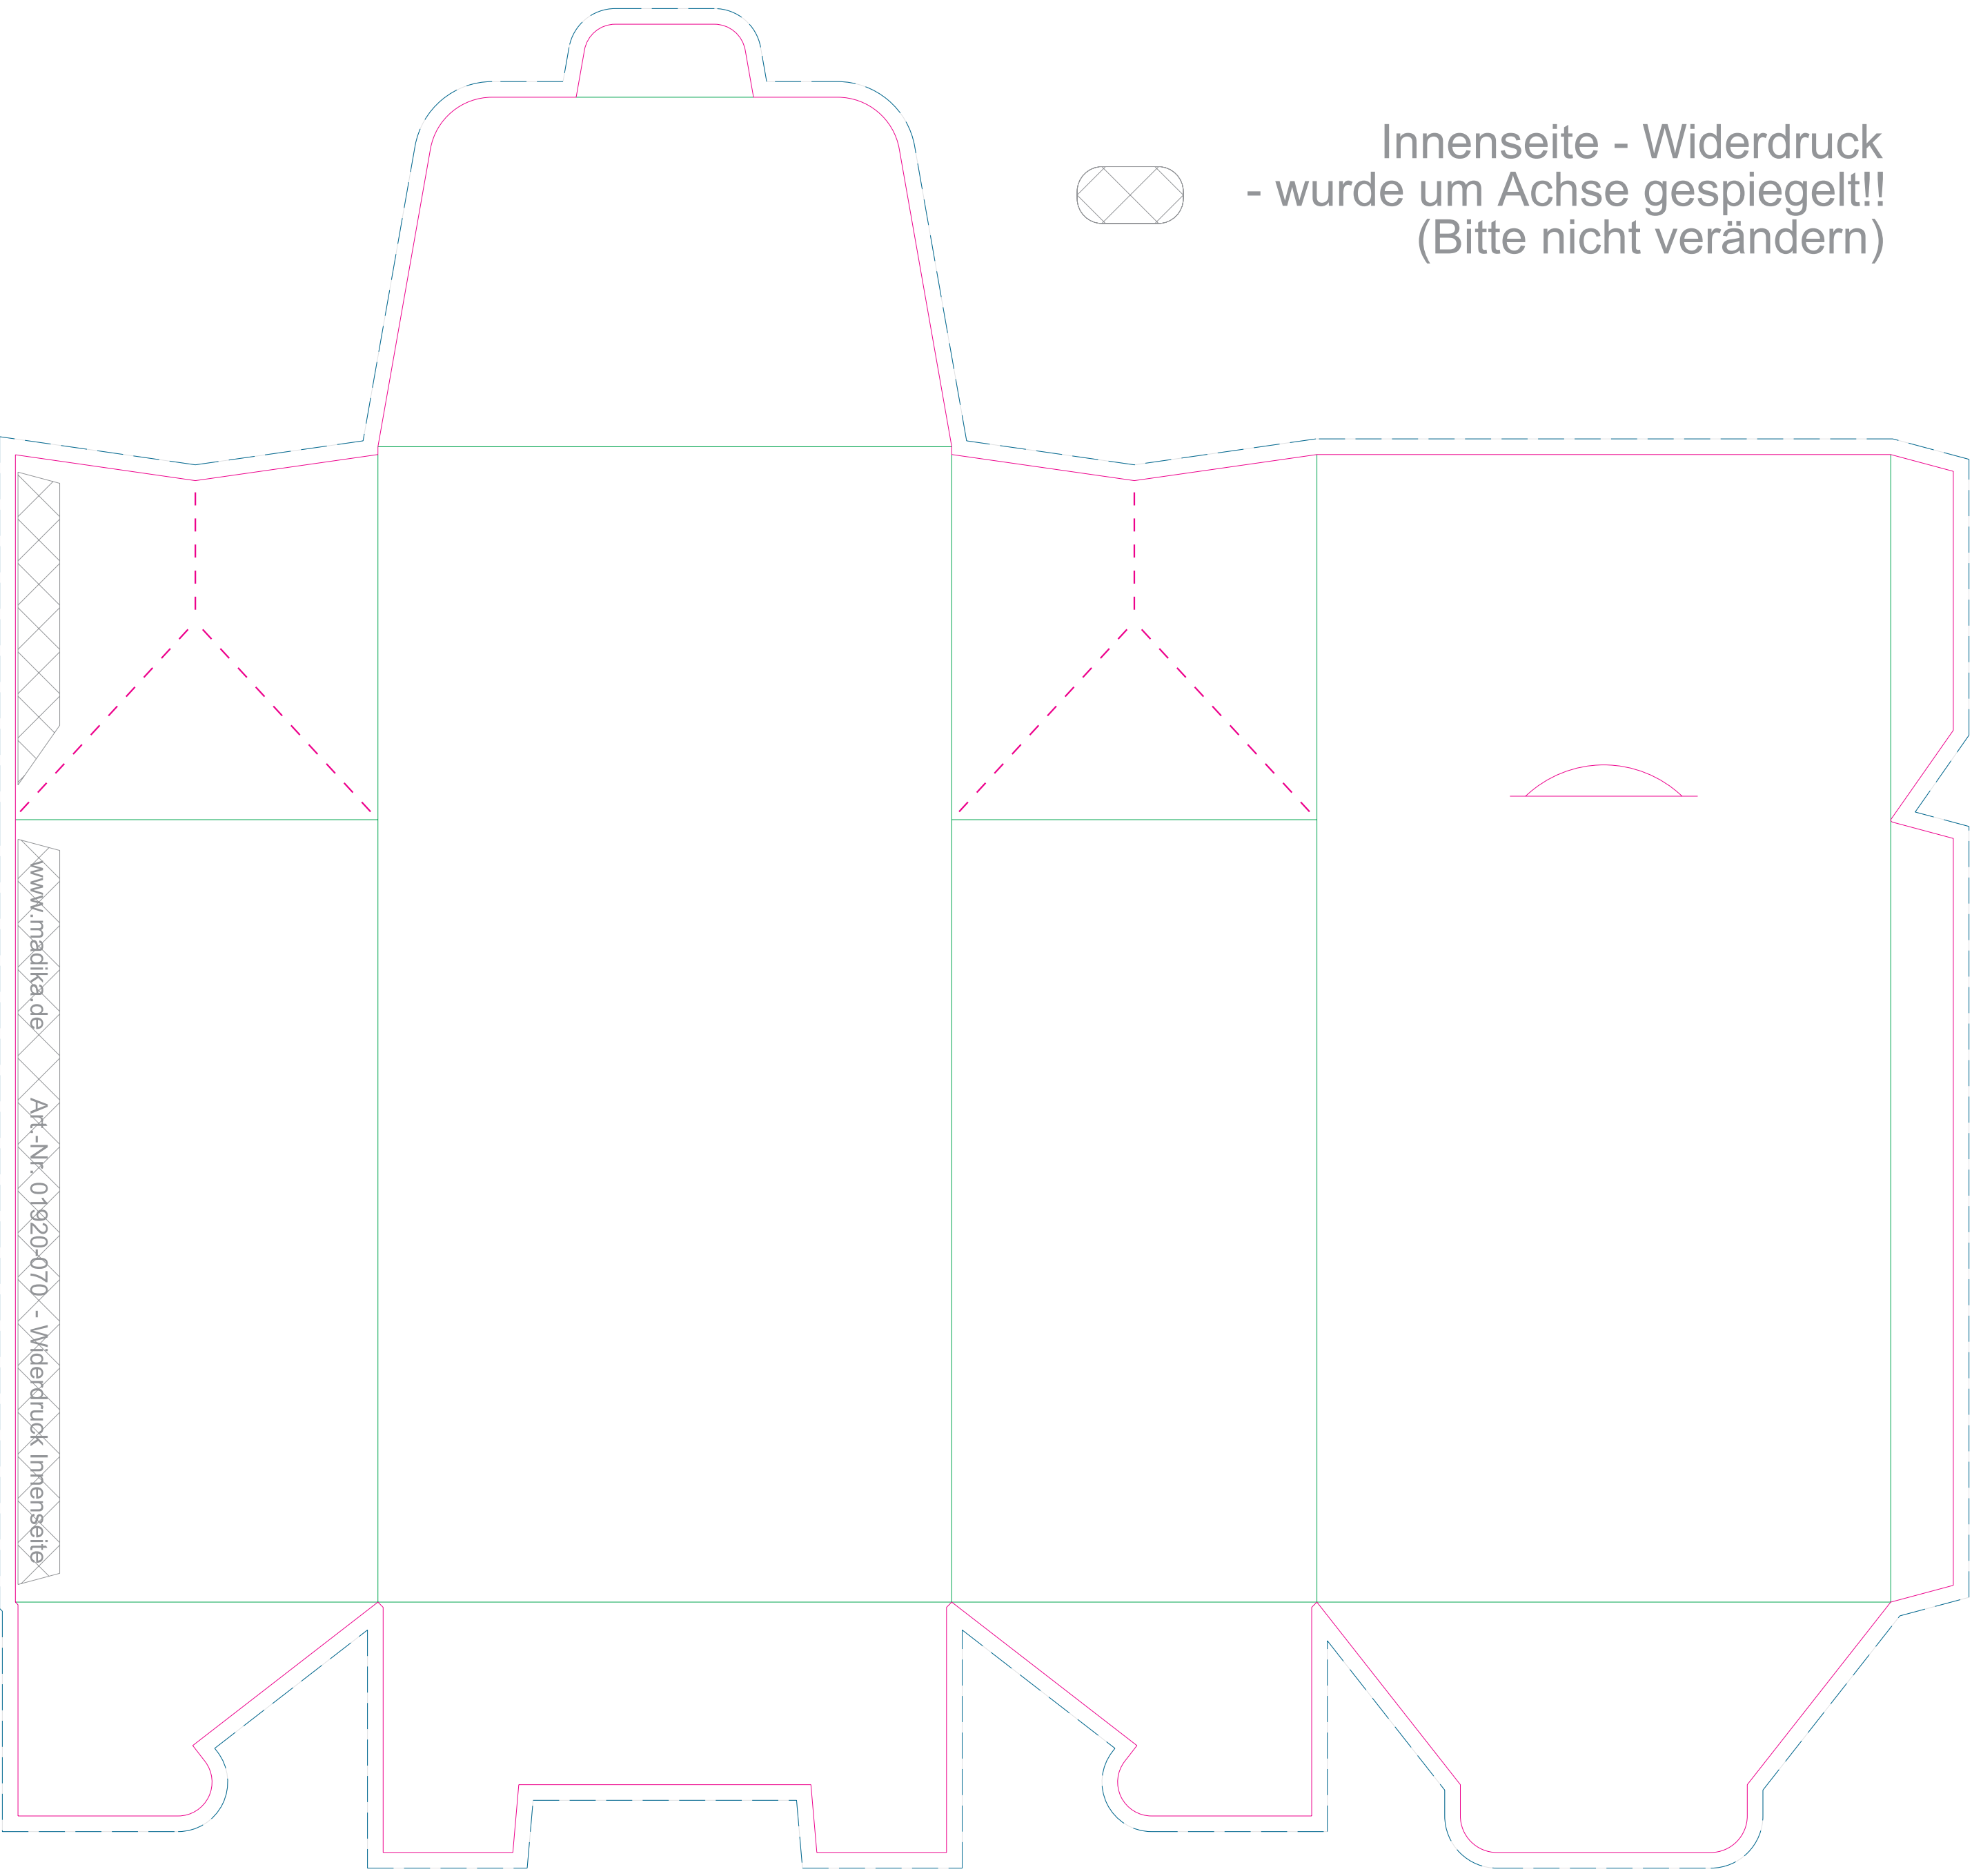 Innenseite - Widerdruck
- wurde um Achse gespiegelt!!
(Bitte nicht verändern)
www.madika.de Art.-Nr. 01920-070 - Widerdruck Innenseite